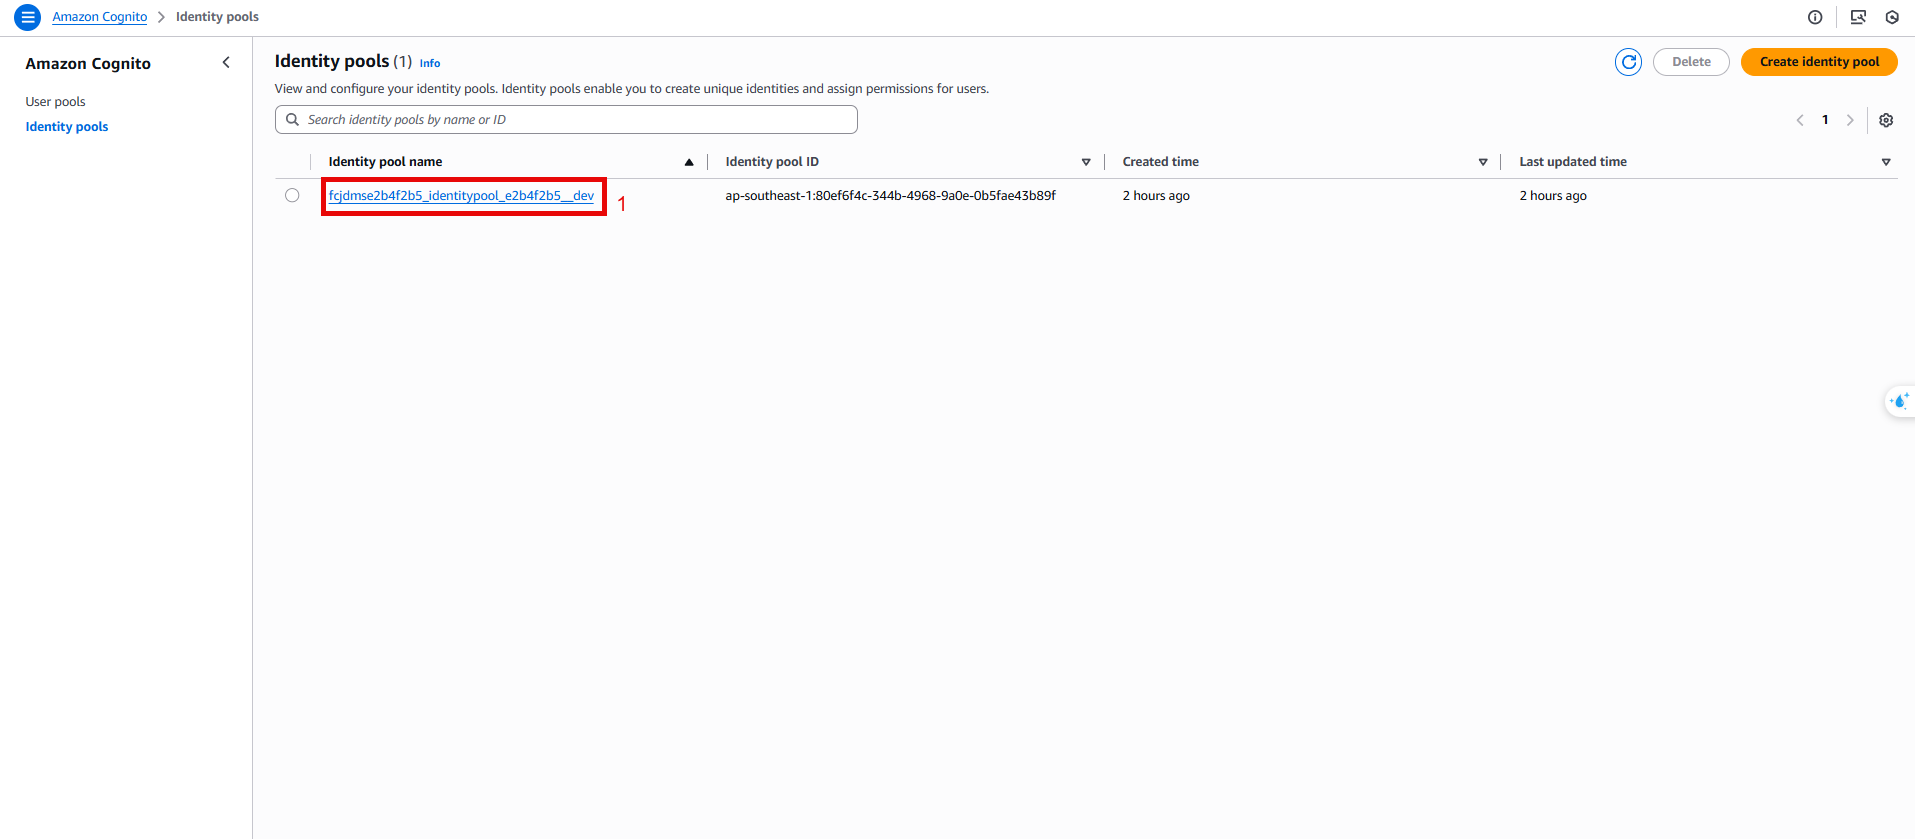 Amazon Cognito > Identity pools
Amazon Cognito
User pools
Identity pools
Identity pools (1) Info
Delete
Create identity pool
View and configure your identity pools. Identity pools enable you to create unique identities and assign permissions for users.
Search identity pools by name or ID
1
Identity pool name
Identity pool ID
Created time
Last updated time
fcjdmse2b4f2b5_identitypool_e2b4f2b5__dev
1
ap-southeast-1:80ef6f4c-344b-4968-9a0e-0b5fae43b89f
2 hours ago
2 hours ago